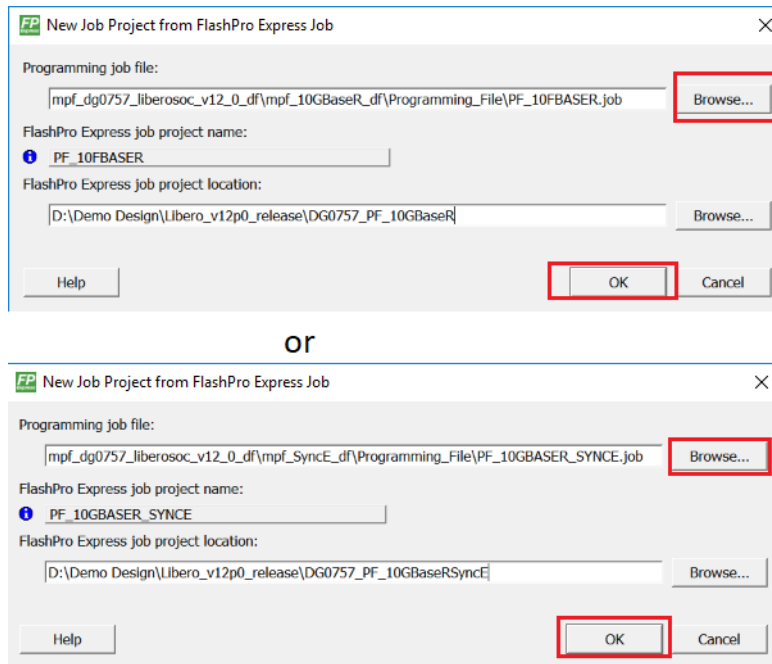 FP New Job Project from FlashPro Express Job
Programming job file:
mpf_dg0757_liberosoc_v12_0_df\mpf_10GBaseR_df\Programming_File\PF_10FBASER.job Browse...
FlashPro Express job project name:
PF_10FBASER
FlashPro Express job project location:
D:\Demo Design\Libero_v12p0_release\DG0757_PF_10GBaseR Browse...
Help OK Cancel
or
FP New Job Project from FlashPro Express Job
Programming job file:
mpf_dg0757_liberosoc_v12_0_df\mpf_SyncE_df\Programming_File\PF_10GBASER_SYNCE.job Browse...
FlashPro Express job project name:
PF_10GBASER_SYNCE
FlashPro Express job project location:
D:\Demo Design\Libero_v12p0_release\DG0757_PF_10GBaseRSyncE Browse...
Help OK Cancel